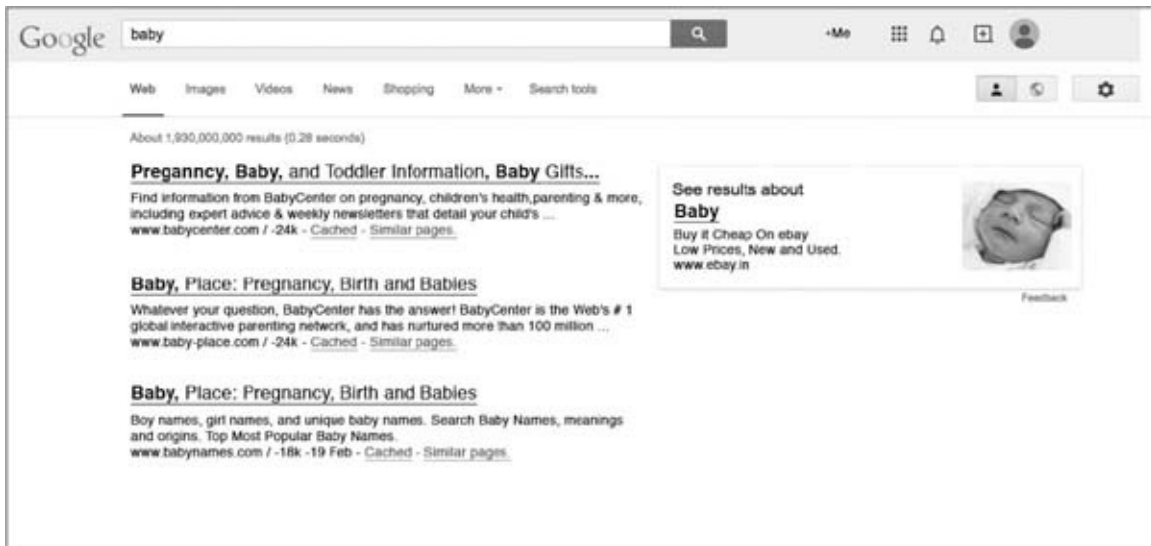 Google
baby
+Me
Web Images Videos News Shopping More Search tools
About 1,930,000,000 results (0.28 seconds)
Preganncy, Baby, and Toddler Information, Baby Gifts...
Find information from BabyCenter on pregnancy, children's health,parenting & more,
including expert advice & weekly newsletters that detail your child's ...
www.babycenter.com / -24k - Cached - Similar pages.
Baby, Place: Pregnancy, Birth and Babies
Whatever your question, BabyCenter has the answer! BabyCenter is the Web's # 1
global interactive parenting network, and has nurtured more than 100 million ...
www.baby-place.com / -24k - Cached - Similar pages.
Baby, Place: Pregnancy, Birth and Babies
Boy names, girl names, and unique baby names. Search Baby Names, meanings
and origins. Top Most Popular Baby Names.
www.babynames.com / -18k -19 Feb - Cached - Similar pages.
See results about
Baby
Buy it Cheap On ebay
Low Prices, New and Used.
www.ebay.in
Feedback